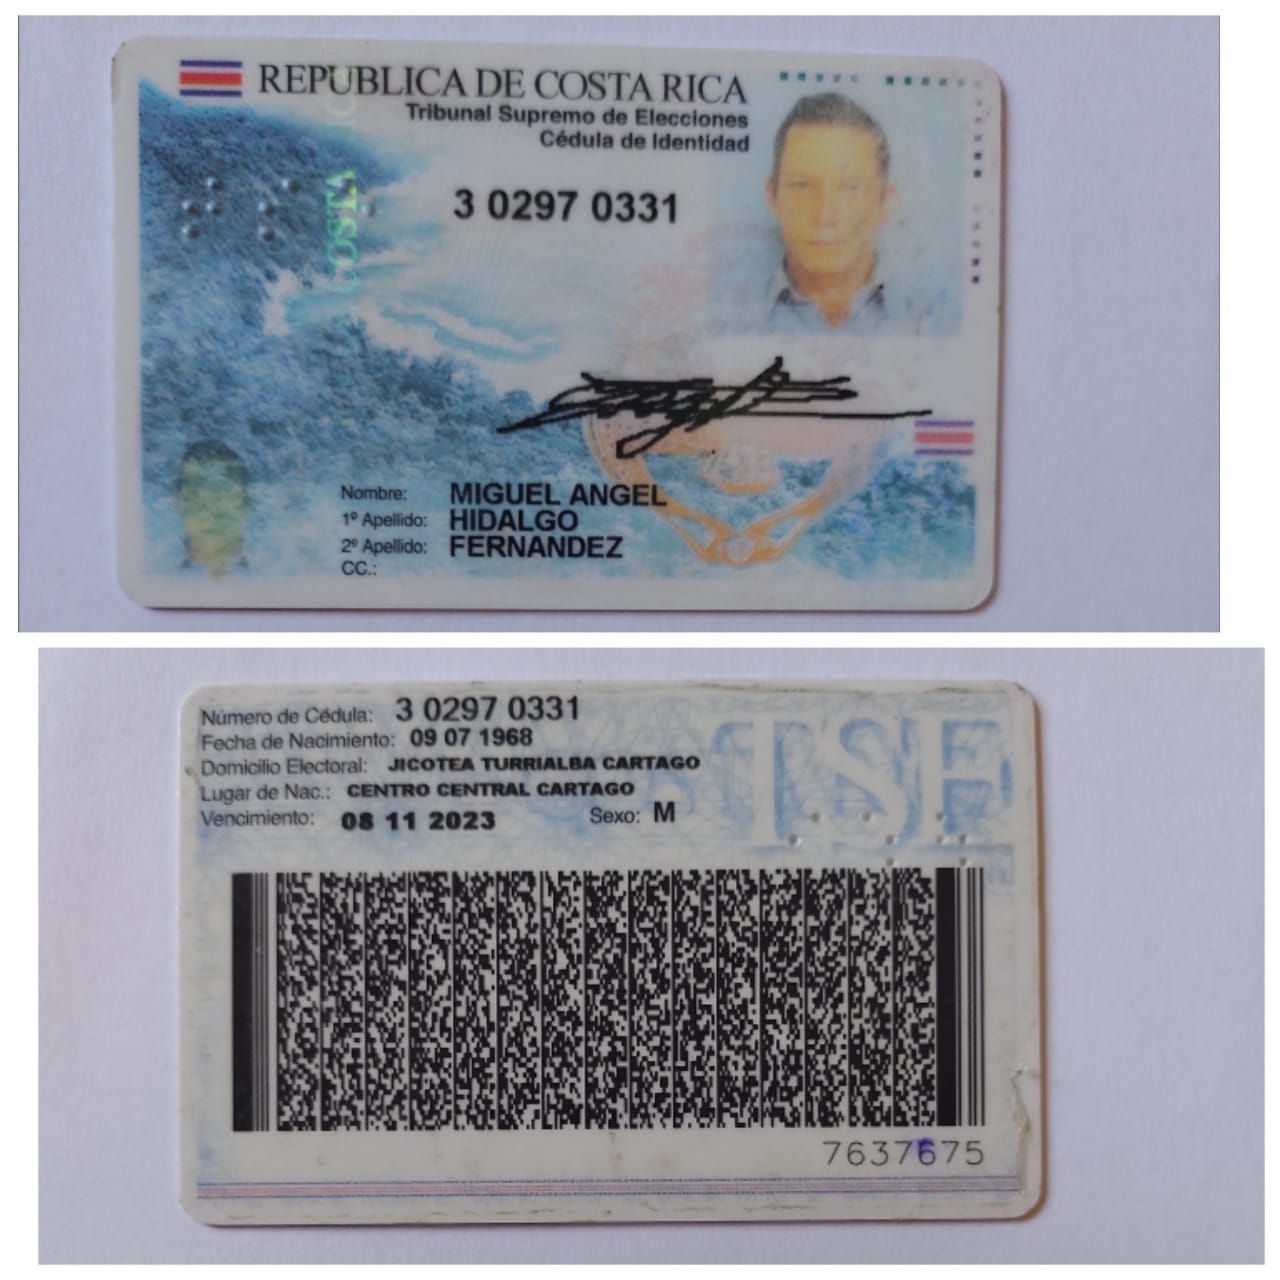 REPUBLICA DE COSTA RICA
Tribunal Supremo de Elecciones
Cédula de Identidad
3 0297 0331
COSTA
Nombre: MIGUEL ANGEL
1º Apellido: HIDALGO
2º Apellido: FERNANDEZ
CC.:
Número de Cédula: 3 0297 0331
Fecha de Nacimiento: 09 07 1968
Domicilio Electoral: JICOTEA TURRIALBA CARTAGO
Lugar de Nac.: CENTRO CENTRAL CARTAGO
Vencimiento: 08 11 2023 Sexo: M
T.S.E
7637675